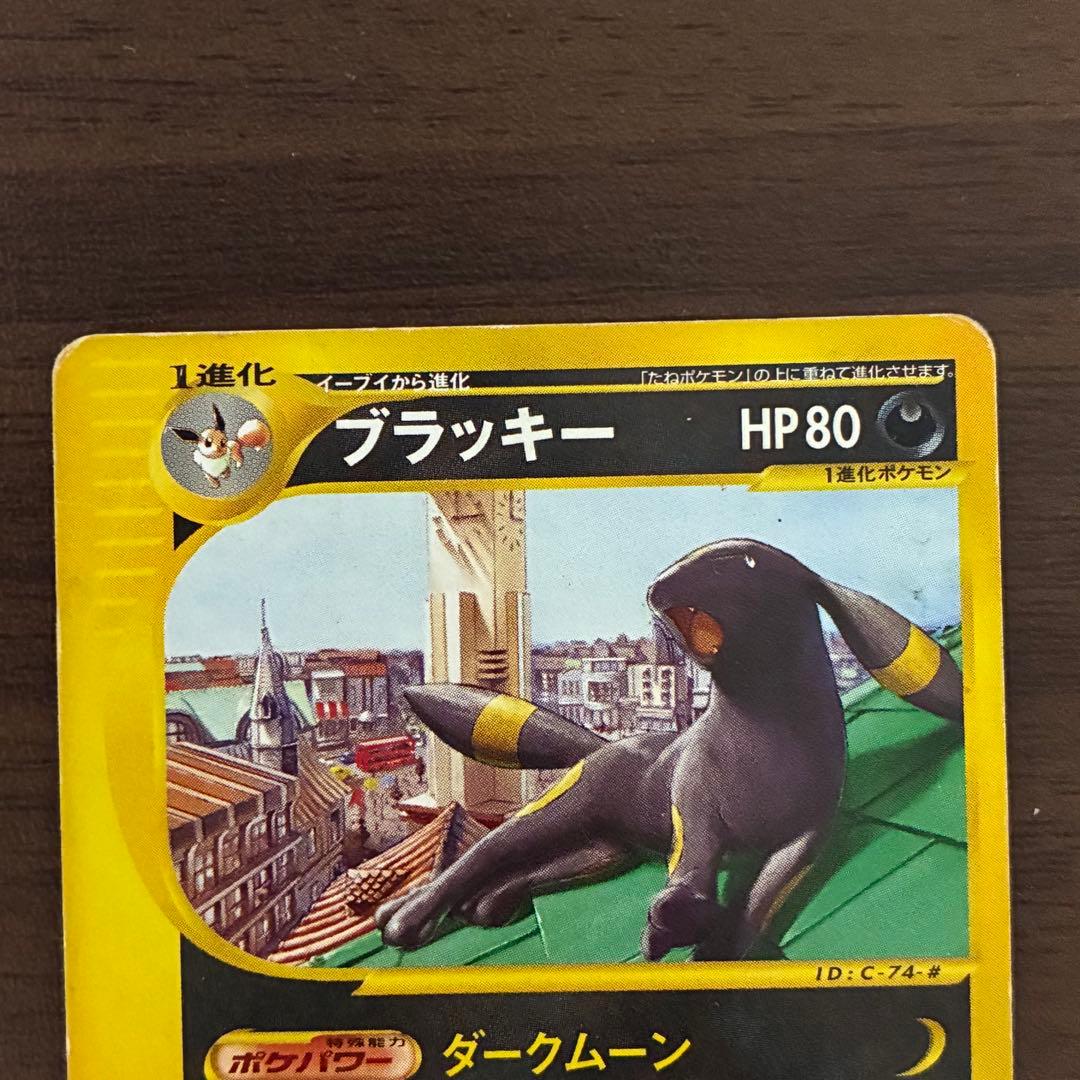 1進化
イーブイから進化
「たねポケモン」の上に重ねて進化させます。
ブラッキー
HP80
1進化ポケモン
ID:C-74-#
特殊能力
ポケパワー
ダークムーン